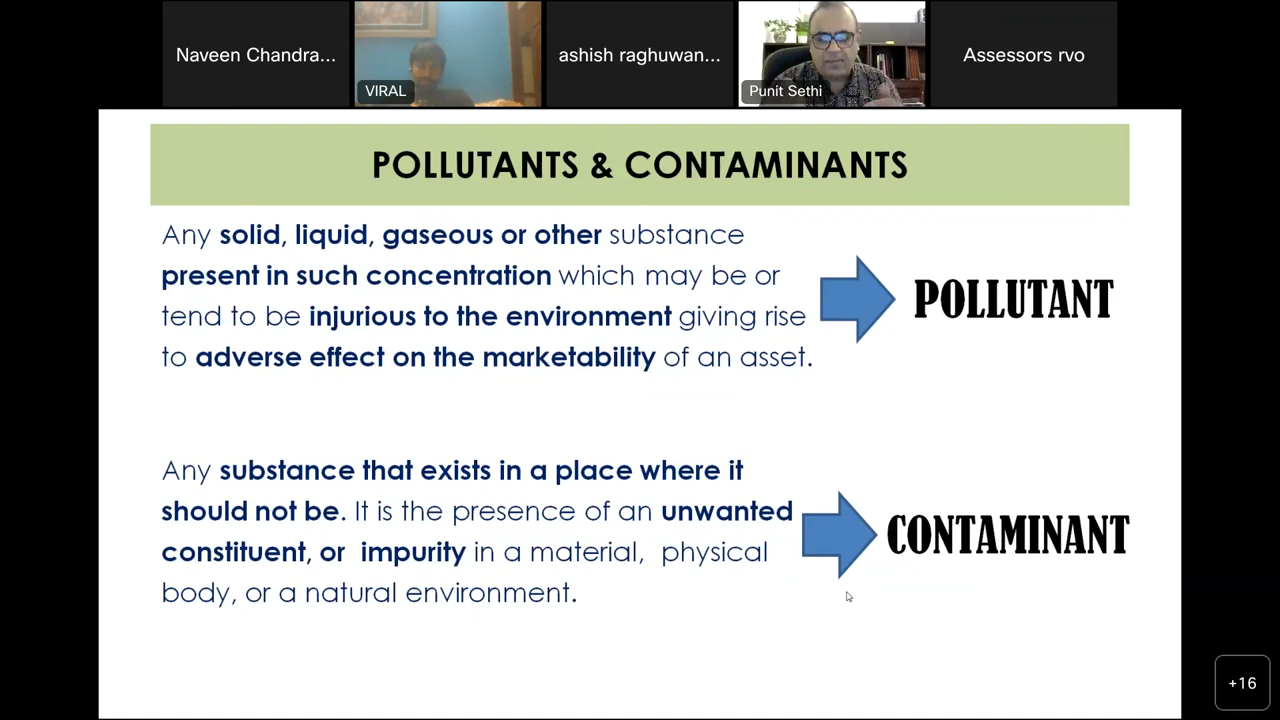 Naveen Chandra...
VIRAL
ashish raghuwan...
Punit Sethi
Assessors rvo
POLLUTANTS & CONTAMINANTS
Any solid, liquid, gaseous or other substance
present in such concentration which may be or
tend to be injurious to the environment giving rise
to adverse effect on the marketability of an asset.
POLLUTANT
Any substance that exists in a place where it
should not be. It is the presence of an unwanted
constituent, or impurity in a material, physical
body, or a natural environment.
CONTAMINANT
+16